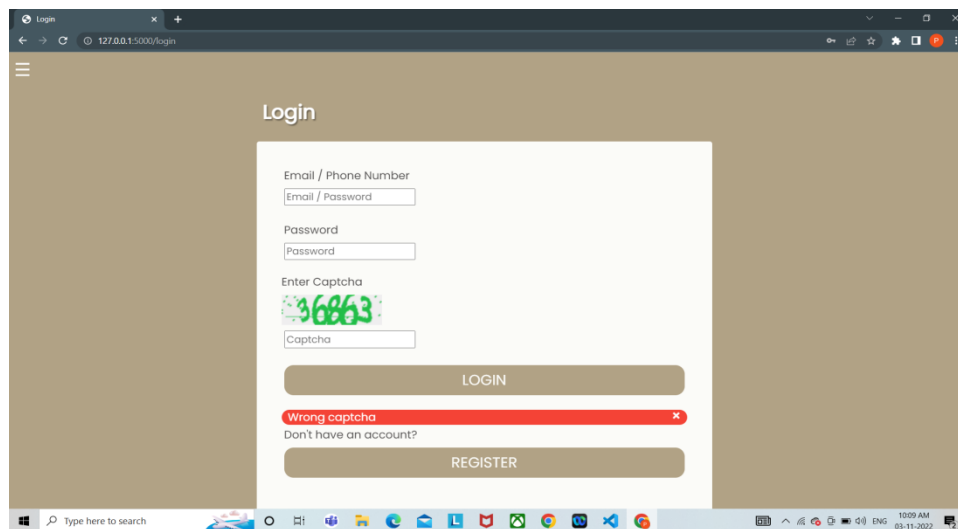 Login
127.0.0.1:5000/login
P
Login
Email / Phone Number
Email / Password
Password
Password
Enter Captcha
36863
Captcha
LOGIN
Wrong captcha
Don't have an account?
REGISTER
Type here to search
L
ENG
10:09 AM
03-11-2022